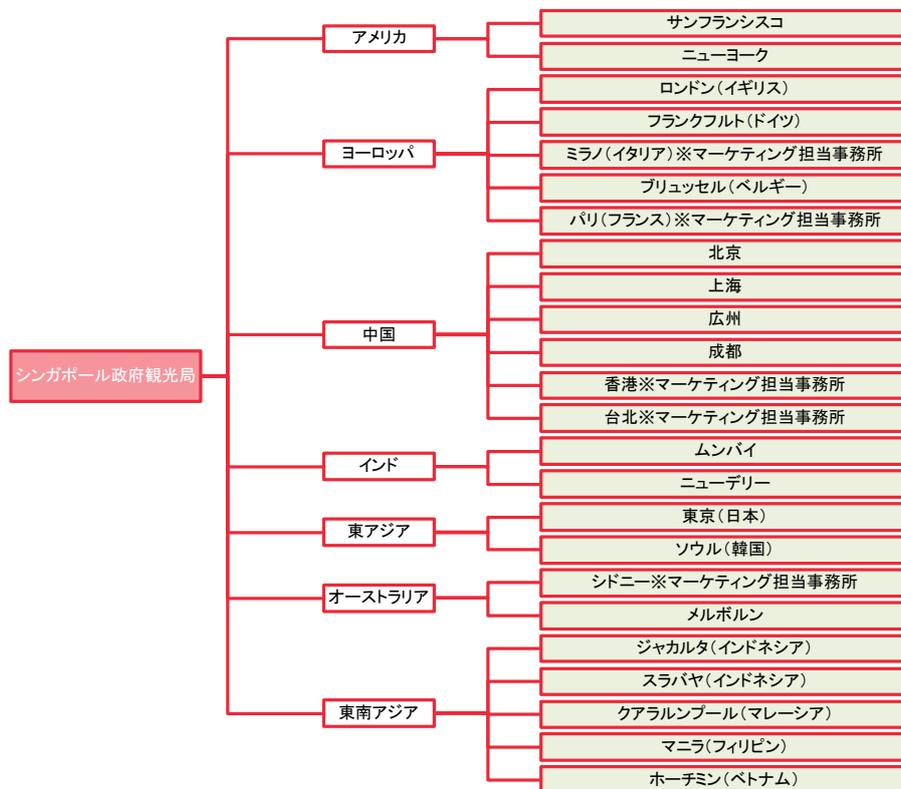 シンガポール政府観光局
アメリカ
サンフランシスコ
ニューヨーク
ヨーロッパ
ロンドン(イギリス)
フランクフルト(ドイツ)
ミラノ(イタリア)※マーケティング担当事務所
ブリュッセル(ベルギー)
パリ(フランス)※マーケティング担当事務所
中国
北京
上海
広州
成都
香港※マーケティング担当事務所
台北※マーケティング担当事務所
インド
ムンバイ
ニューデリー
東アジア
東京(日本)
ソウル(韓国)
オーストラリア
シドニー※マーケティング担当事務所
メルボルン
東南アジア
ジャカルタ(インドネシア)
スラバヤ(インドネシア)
クアラルンプール(マレーシア)
マニラ(フィリピン)
ホーチミン(ベトナム)